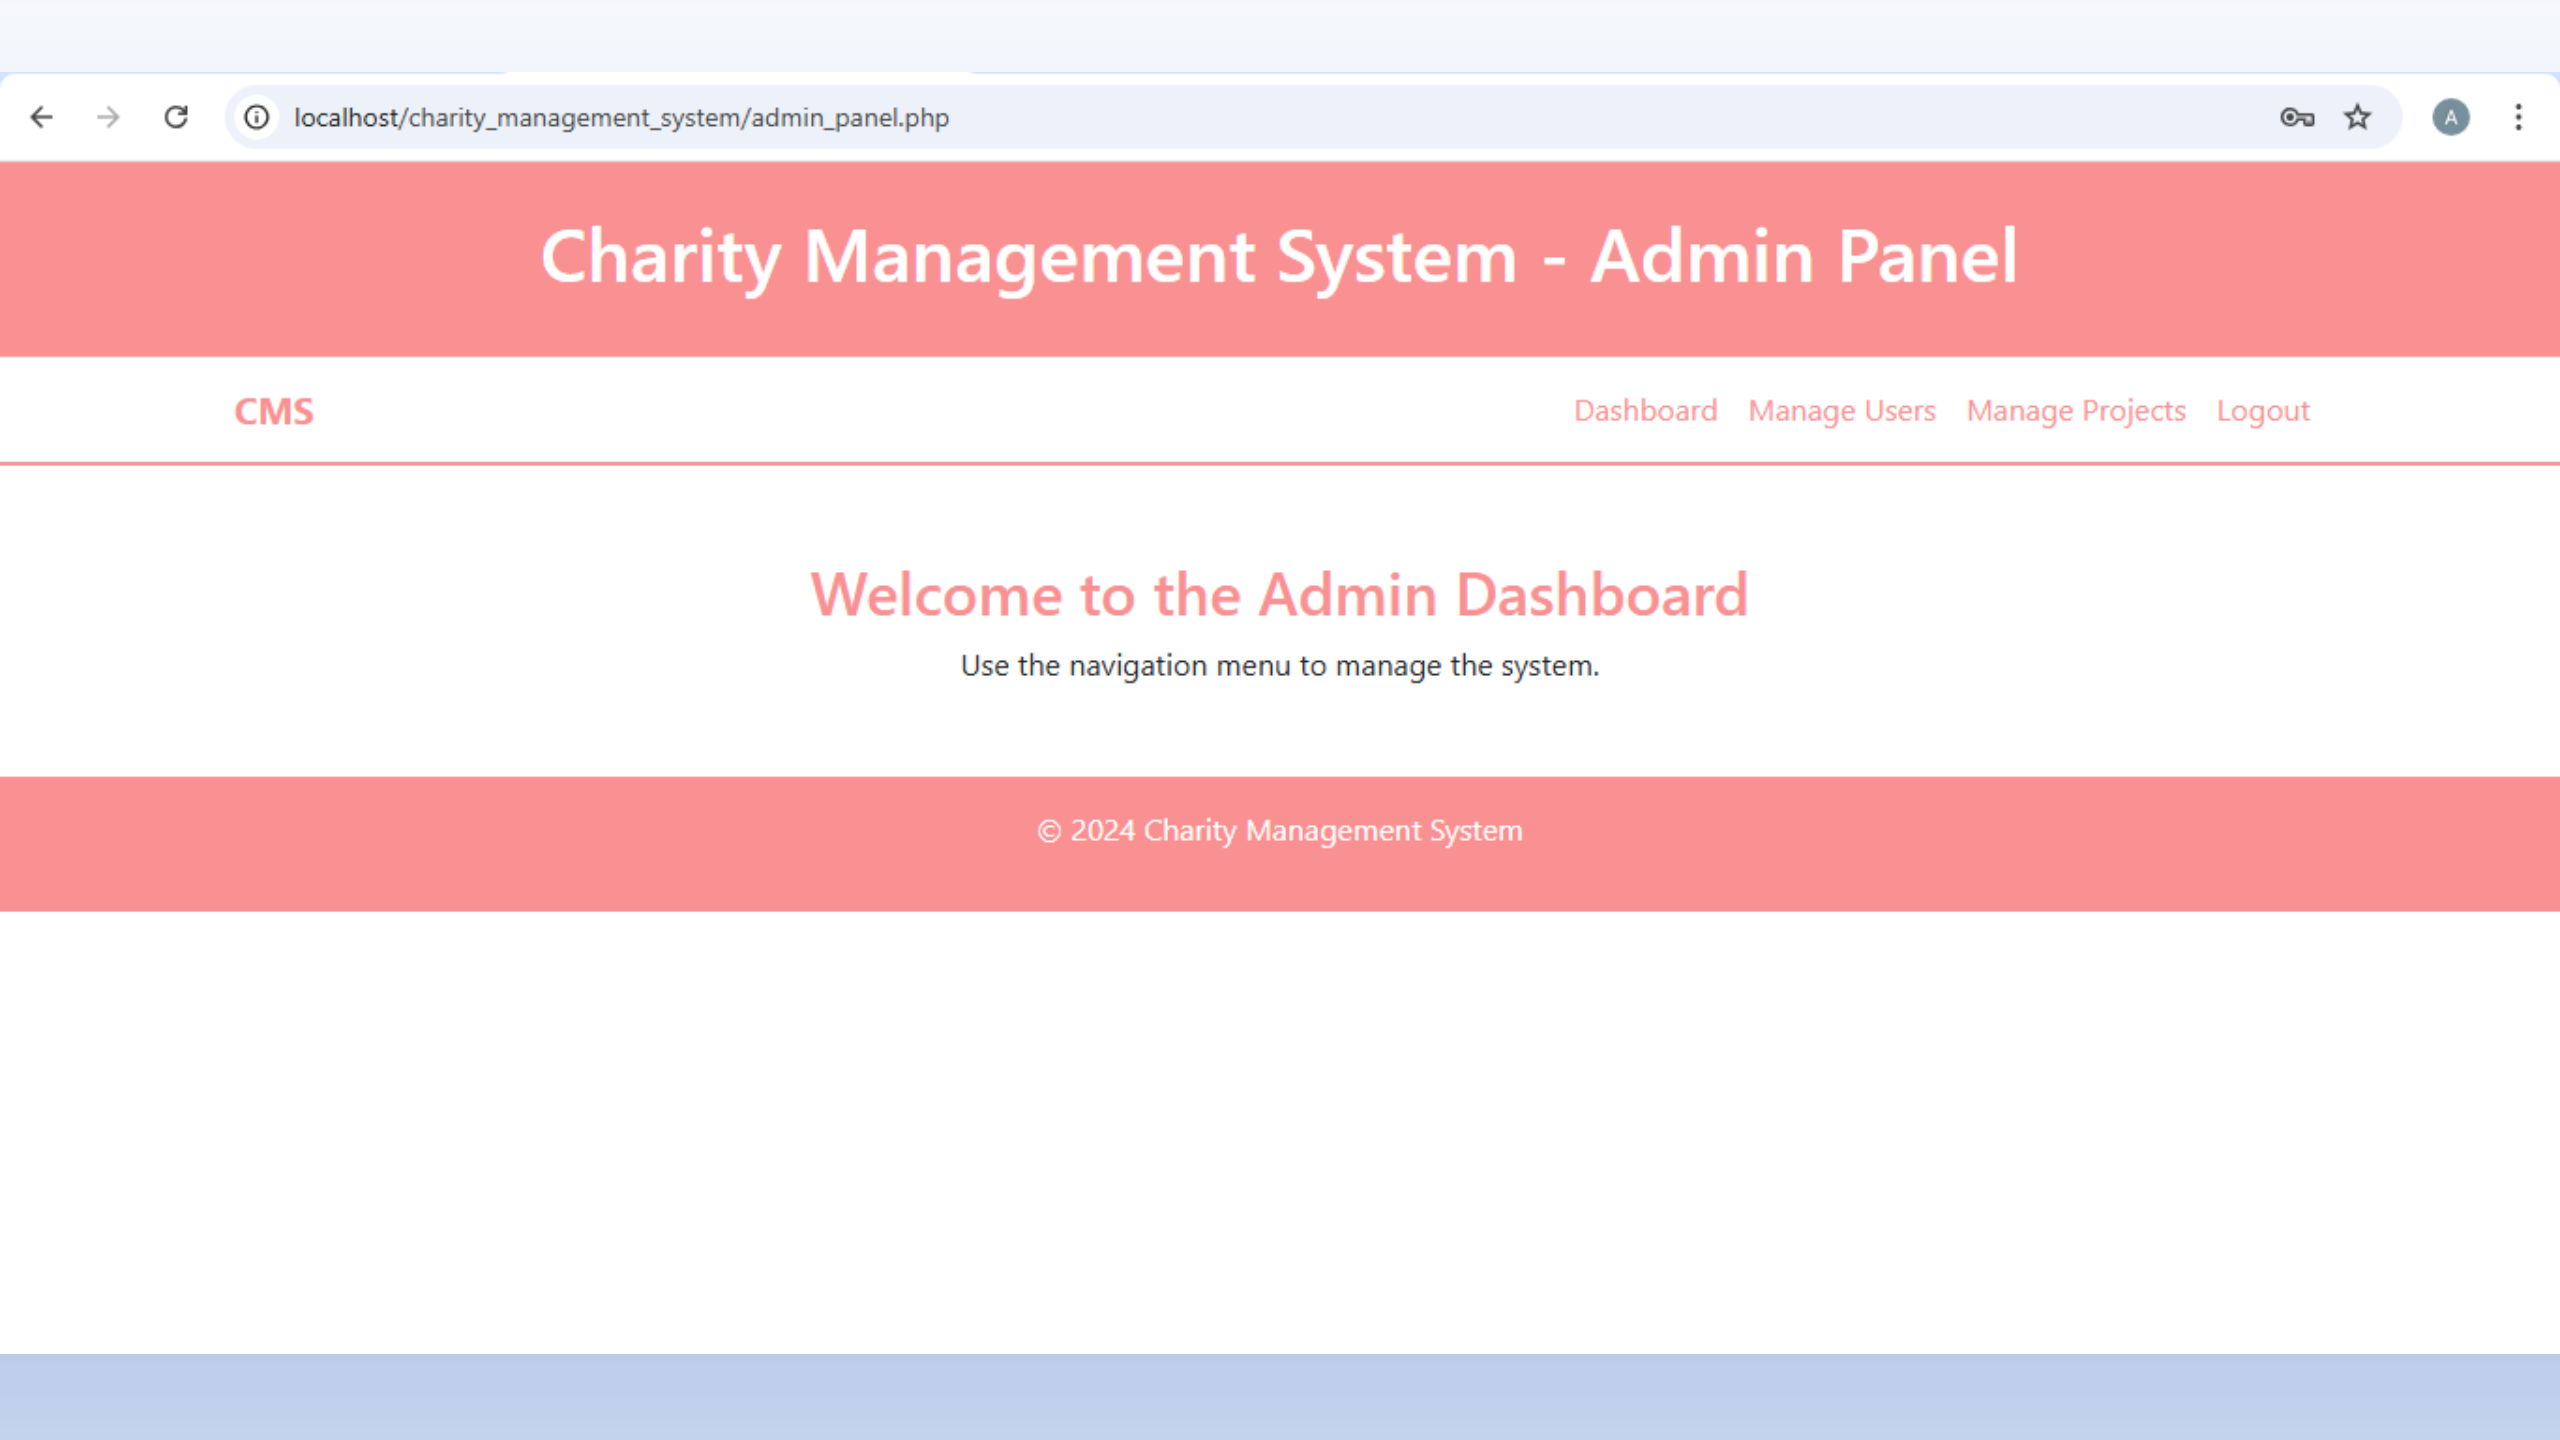 localhost/charity_management_system/admin_panel.php
A
Charity Management System - Admin Panel
CMS
Dashboard Manage Users Manage Projects Logout
Welcome to the Admin Dashboard
Use the navigation menu to manage the system.
© 2024 Charity Management System